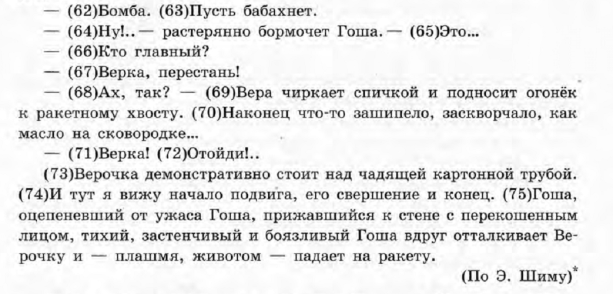 — (62)Бомба. (63)Пусть бабахнет.
— (64)Ну!..— растерянно бормочет Гоша.— (65)Это...
— (66)Кто главный?
— (67)Верка, перестань!
— (68)Ах, так? — (69)Вера чиркает спичкой и подносит огонёк
к ракетному хвосту. (70)Наконец что-то зашипело, заскворчало, как
масло на сковородке...
— (71)Верка! (72)Отойди!..
(73)Верочка демонстративно стоит над чадящей картонной трубой.
(74)И тут я вижу начало подвига, его свершение и конец. (75)Гоша,
оцепеневший от ужаса Гоша, прижавшийся к стене с перекошенным
лицом, тихий, застенчивый и боязливый Гоша вдруг отталкивает Ве-
рочку и — плашмя, животом — падает на ракету.
(По Э. Шиму)*